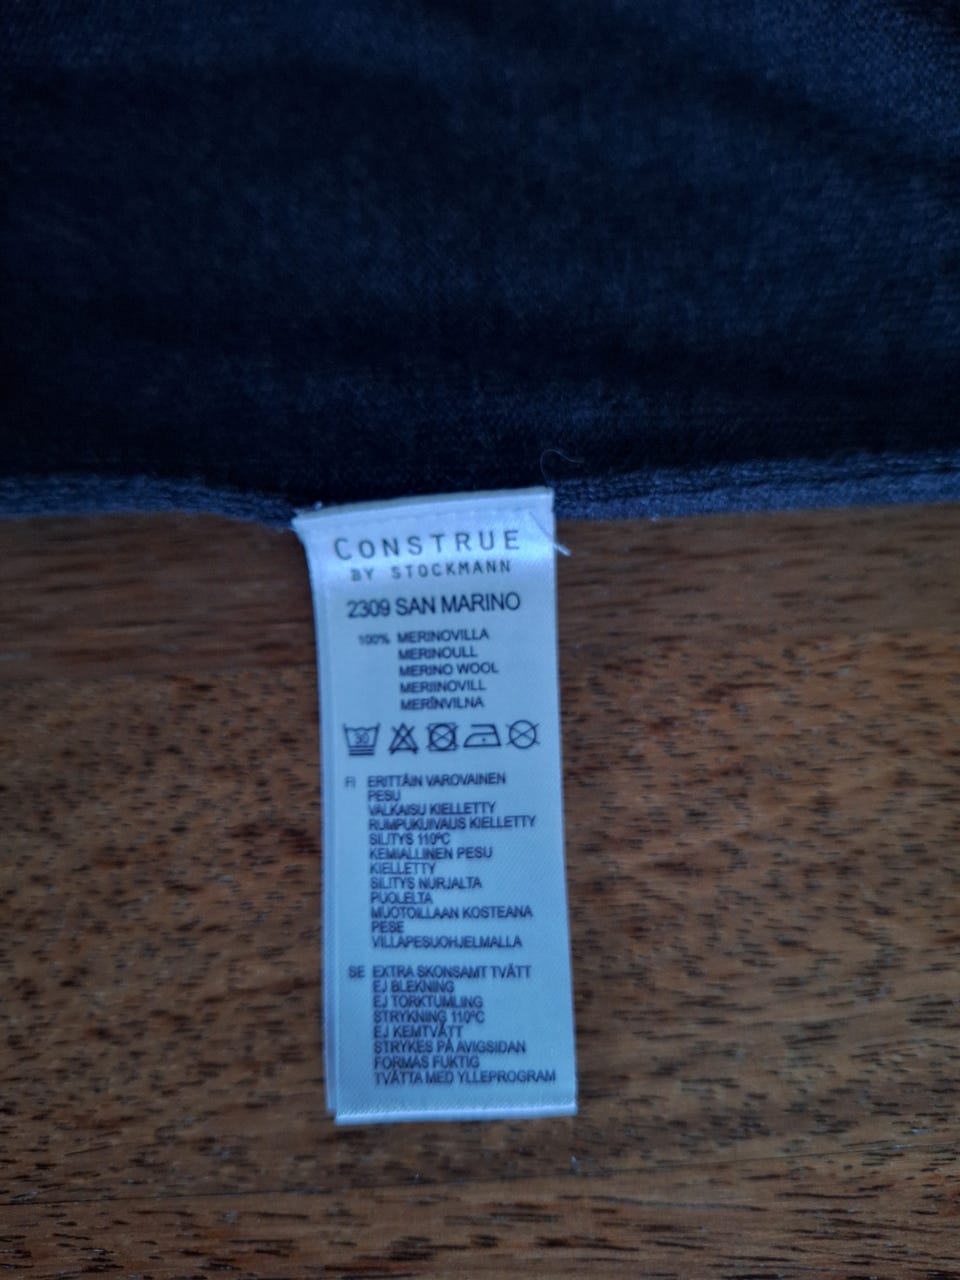 CONSTRUE
BY STOCKMANN
2309 SAN MARINO
100% MERINOVILLA
MERINOULL
MERINO WOOL
MERIINOVILL
MERĪNVILNA
30
FI ERITTÄIN VAROVAINEN
PESU
VALKAISU KIELLETTY
RUMPUKUIVAUS KIELLETTY
SILITYS 110ºC
KEMIALLINEN PESU
KIELLETTY
SILITYS NURJALTA
PUOLELTA
MUOTOILLAAN KOSTEANA
PESE
VILLAPESUOHJELMALLA
SE EXTRA SKONSAMT TVÄTT
EJ BLEKNING
EJ TORKTUMLING
STRYKNING 110ºC
EJ KEMTVÄTT
STRYKES PÅ AVIGSIDAN
FORMAS FUKTIG
TVÄTTA MED YLLEPROGRAM